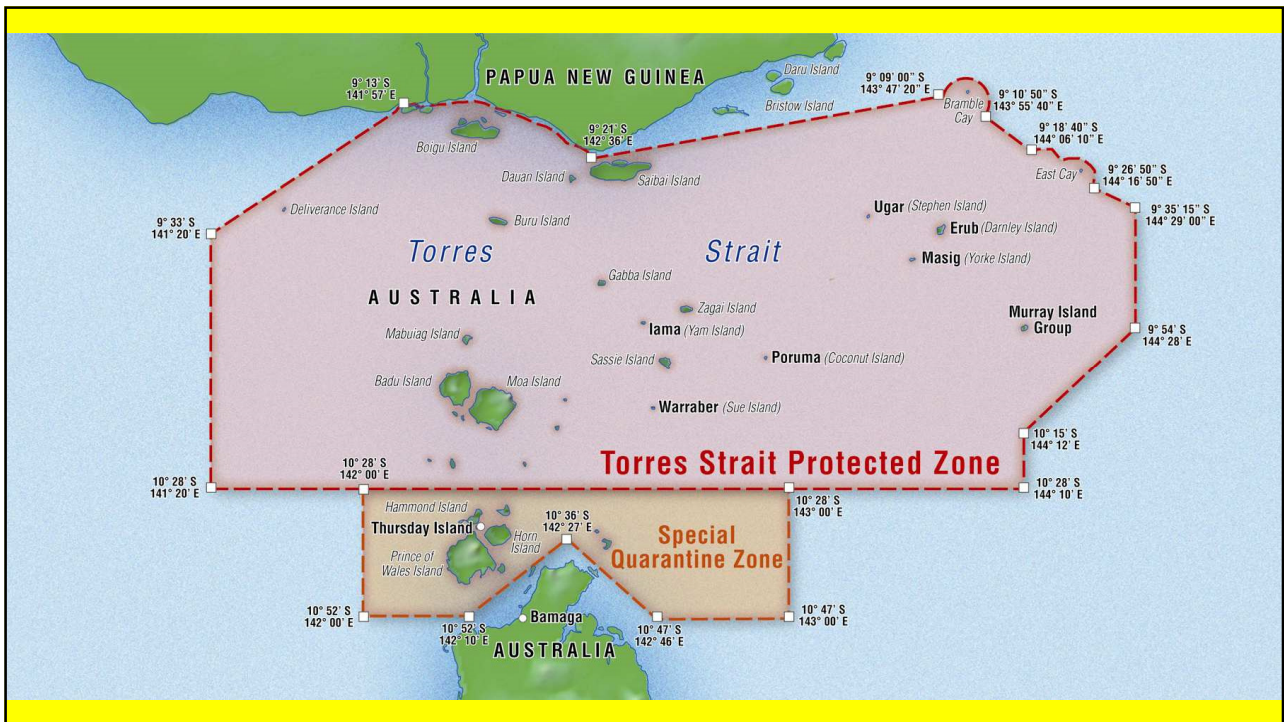 PAPUA NEW GUINEA
Daru Island
Bristow Island
9° 13' S
141° 57' E
9° 09' 00" S
143° 47' 20" E
Bramble
Cay
9° 10' 50" S
143° 55' 40" E
9° 18' 40" S
144° 06' 10" E
Boigu Island
9° 21' S
142° 36' E
East Cay
9° 26' 50" S
144° 16' 50" E
Dauan Island
Saibai Island
9° 35' 15" S
144° 29' 00" E
9° 33' S
141° 20' E
Deliverance Island
Buru Island
Ugar (Stephen Island)
Erub (Darnley Island)
Torres Strait
Masig (Yorke Island)
Gabba Island
AUSTRALIA
Zagai Island
Murray Island
Group
Mabuiag Island
Iama (Yam Island)
9° 54' S
144° 28' E
Sassie Island
Poruma (Coconut Island)
Badu Island
Moa Island
Warraber (Sue Island)
10° 15' S
144° 12' E
Torres Strait Protected Zone
10° 28' S
141° 20' E
10° 28' S
142° 00' E
10° 28' S
143° 00' E
10° 28' S
144° 10' E
Hammond Island
Thursday Island
Horn
Island
10° 36' S
142° 27' E
Special
Quarantine Zone
Prince of
Wales Island
10° 52' S
142° 00' E
10° 52' S
142° 10' E
Bamaga
10° 47' S
142° 46' E
10° 47' S
143° 00' E
AUSTRALIA